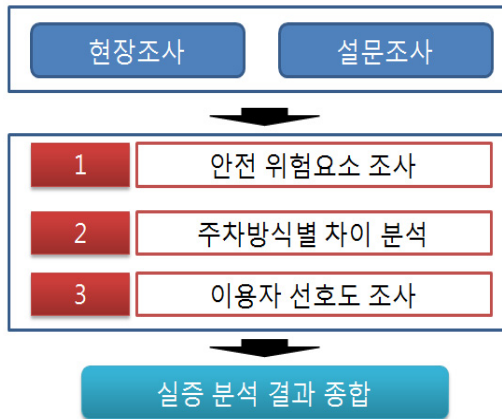 현장조사 설문조사
1 안전 위험요소 조사
2 주차방식별 차이 분석
3 이용자 선호도 조사
실증 분석 결과 종합